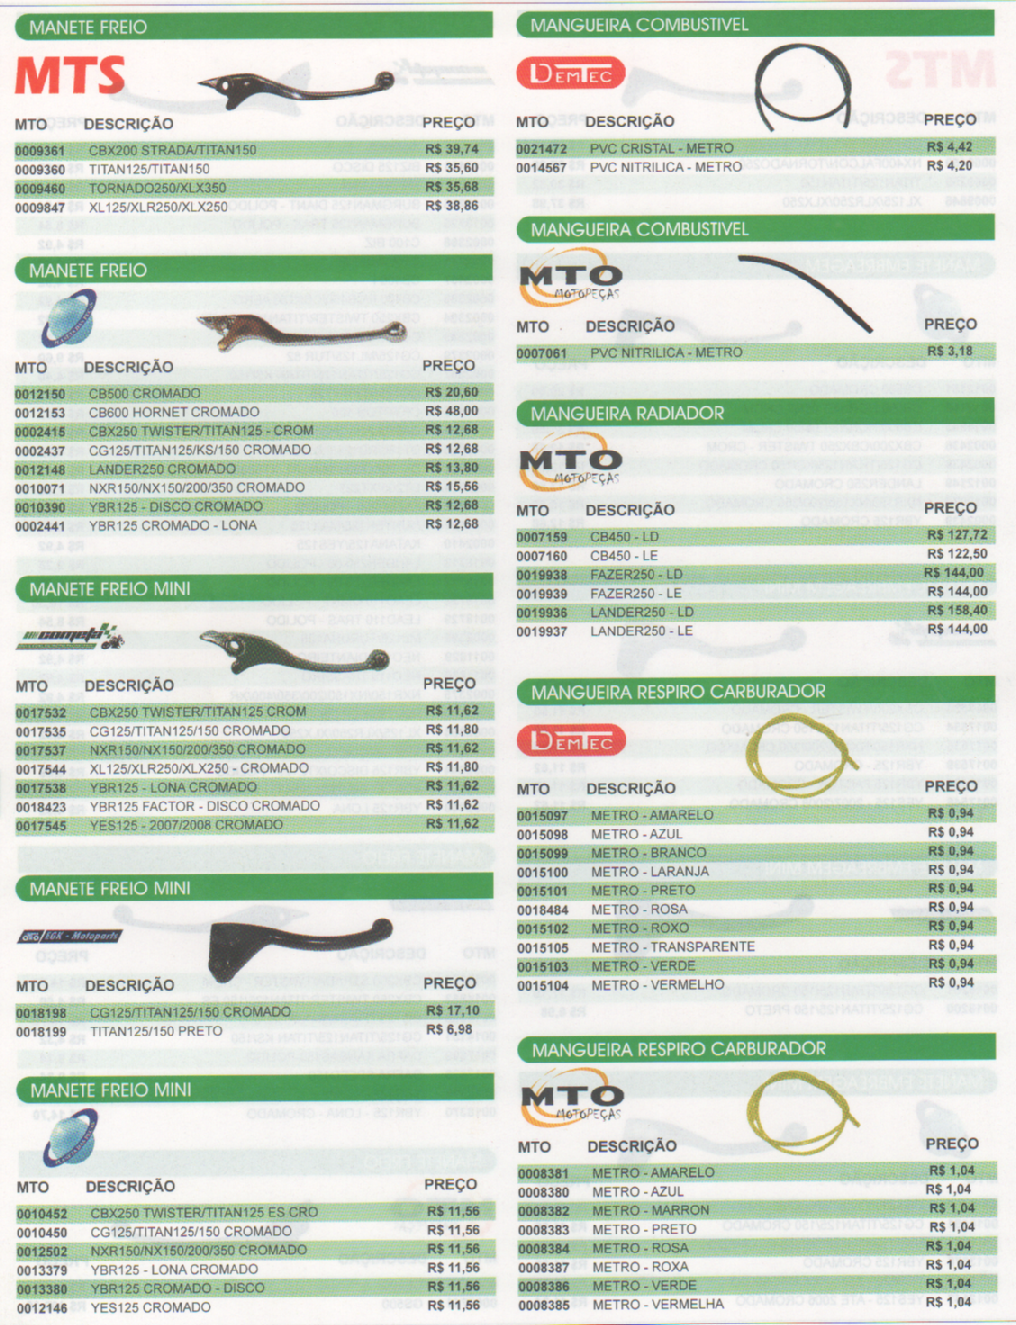 MANETE FREIO
MTS
MTO DESCRIÇÃO PREÇO
0009361 CBX200 STRADA/TITAN150 R$ 39,74
0009360 TITAN125/TITAN150 R$ 35,60
0009460 TORNADO250/XLX350 R$ 35,68
0009847 XL125/XLR250/XLX250 R$ 38,86
MANETE FREIO
MTO DESCRIÇÃO PREÇO
0012150 CB500 CROMADO R$ 20,60
0012153 CB600 HORNET CROMADO R$ 48,00
0002415 CBX250 TWISTER/TITAN125 - CROM R$ 12,68
0002437 CG125/TITAN125/KS/150 CROMADO R$ 12,68
0012148 LANDER250 CROMADO R$ 13,80
0010071 NXR150/NX150/200/350 CROMADO R$ 15,56
0010390 YBR125 - DISCO CROMADO R$ 12,68
0002441 YBR125 CROMADO - LONA R$ 12,68
MANETE FREIO MINI
cometa
MTO DESCRIÇÃO PREÇO
0017532 CBX250 TWISTER/TITAN125 CROM R$ 11,62
0017535 CG125/TITAN125/150 CROMADO R$ 11,80
0017537 NXR150/NX150/200/350 CROMADO R$ 11,62
0017544 XL125/XLR250/XLX250 - CROMADO R$ 11,80
0017538 YBR125 - LONA CROMADO R$ 11,62
0018423 YBR125 FACTOR - DISCO CROMADO R$ 11,62
0017545 YES125 - 2007/2008 CROMADO R$ 11,62
MANETE FREIO MINI
EGK - Motoparts
MTO DESCRIÇÃO PREÇO
0018198 CG125/TITAN125/150 CROMADO R$ 17,10
0018199 TITAN125/150 PRETO R$ 6,98
MANETE FREIO MINI
MTO DESCRIÇÃO PREÇO
0010452 CBX250 TWISTER/TITAN125 ES CRO R$ 11,56
0010450 CG125/TITAN125/150 CROMADO R$ 11,56
0012502 NXR150/NX150/200/350 CROMADO R$ 11,56
0013379 YBR125 - LONA CROMADO R$ 11,56
0013380 YBR125 CROMADO - DISCO R$ 11,56
0012146 YES125 CROMADO R$ 11,56
MANGUEIRA COMBUSTIVEL
DEMTEC
MTO DESCRIÇÃO PREÇO
0021472 PVC CRISTAL - METRO R$ 4,42
0014567 PVC NITRILICA - METRO R$ 4,20
MANGUEIRA COMBUSTIVEL
MTO
MOTOPEÇAS
MTO DESCRIÇÃO PREÇO
0007061 PVC NITRILICA - METRO R$ 3,18
MANGUEIRA RADIADOR
MTO
MOTOPEÇAS
MTO DESCRIÇÃO PREÇO
0007159 CB450 - LD R$ 127,72
0007160 CB450 - LE R$ 122,50
0019938 FAZER250 - LD R$ 144,00
0019939 FAZER250 - LE R$ 144,00
0019936 LANDER250 - LD R$ 158,40
0019937 LANDER250 - LE R$ 144,00
MANGUEIRA RESPIRO CARBURADOR
DEMTEC
MTO DESCRIÇÃO PREÇO
0015097 METRO - AMARELO R$ 0,94
0015098 METRO - AZUL R$ 0,94
0015099 METRO - BRANCO R$ 0,94
0015100 METRO - LARANJA R$ 0,94
0015101 METRO - PRETO R$ 0,94
0018484 METRO - ROSA R$ 0,94
0015102 METRO - ROXO R$ 0,94
0015105 METRO - TRANSPARENTE R$ 0,94
0015103 METRO - VERDE R$ 0,94
0015104 METRO - VERMELHO R$ 0,94
MANGUEIRA RESPIRO CARBURADOR
MTO
MOTOPEÇAS
MTO DESCRIÇÃO PREÇO
0008381 METRO - AMARELO R$ 1,04
0008380 METRO - AZUL R$ 1,04
0008382 METRO - MARRON R$ 1,04
0008383 METRO - PRETO R$ 1,04
0008384 METRO - ROSA R$ 1,04
0008387 METRO - ROXA R$ 1,04
0008386 METRO - VERDE R$ 1,04
0008385 METRO - VERMELHA R$ 1,04